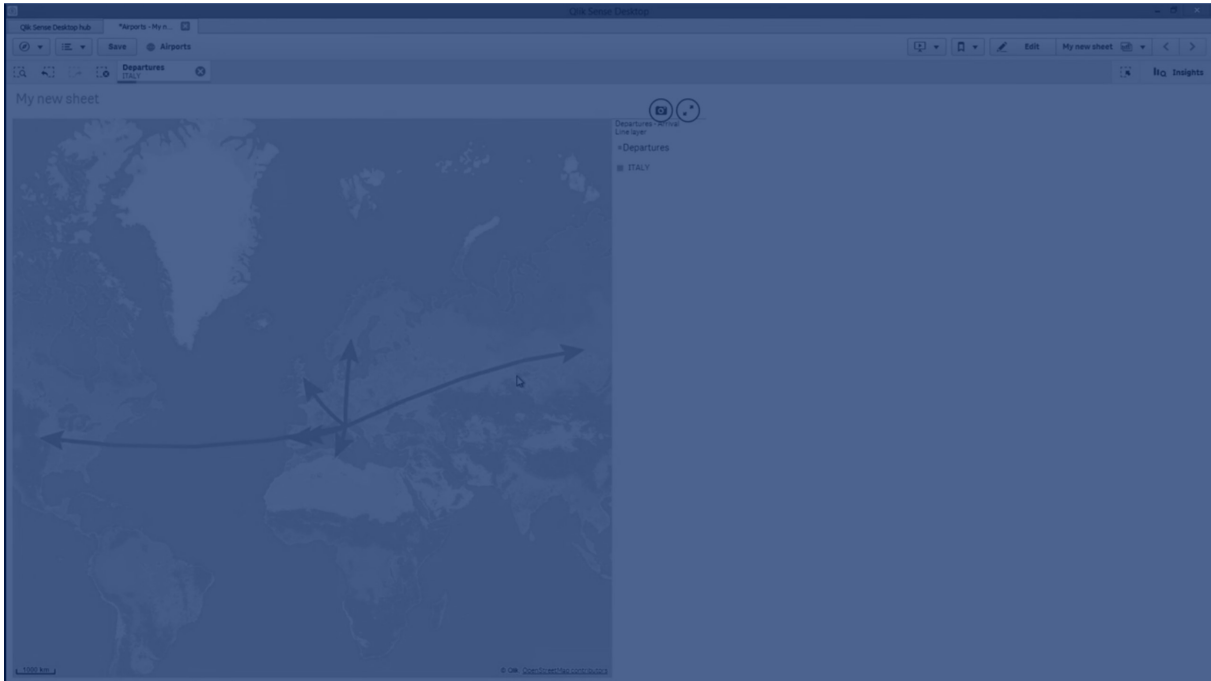 Qlik Sense Desktop
Qlik Sense Desktop hub
*Airports - My n...
Save
Airports
Edit
My new sheet
Departures
ITALY
Insights
My new sheet
Departures - Arrival
Line layer
Departures
ITALY
1000 km
© Qlik, OpenStreetMap contributors